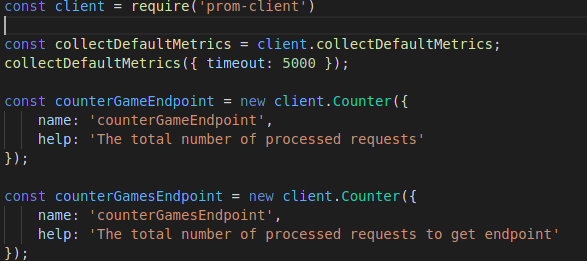 const client = require('prom-client')
const collectDefaultMetrics = client.collectDefaultMetrics;
collectDefaultMetrics({ timeout: 5000 });
const counterGameEndpoint = new client.Counter({
name: 'counterGameEndpoint',
help: 'The total number of processed requests'
});
const counterGamesEndpoint = new client.Counter({
name: 'counterGamesEndpoint',
help: 'The total number of processed requests to get endpoint'
});